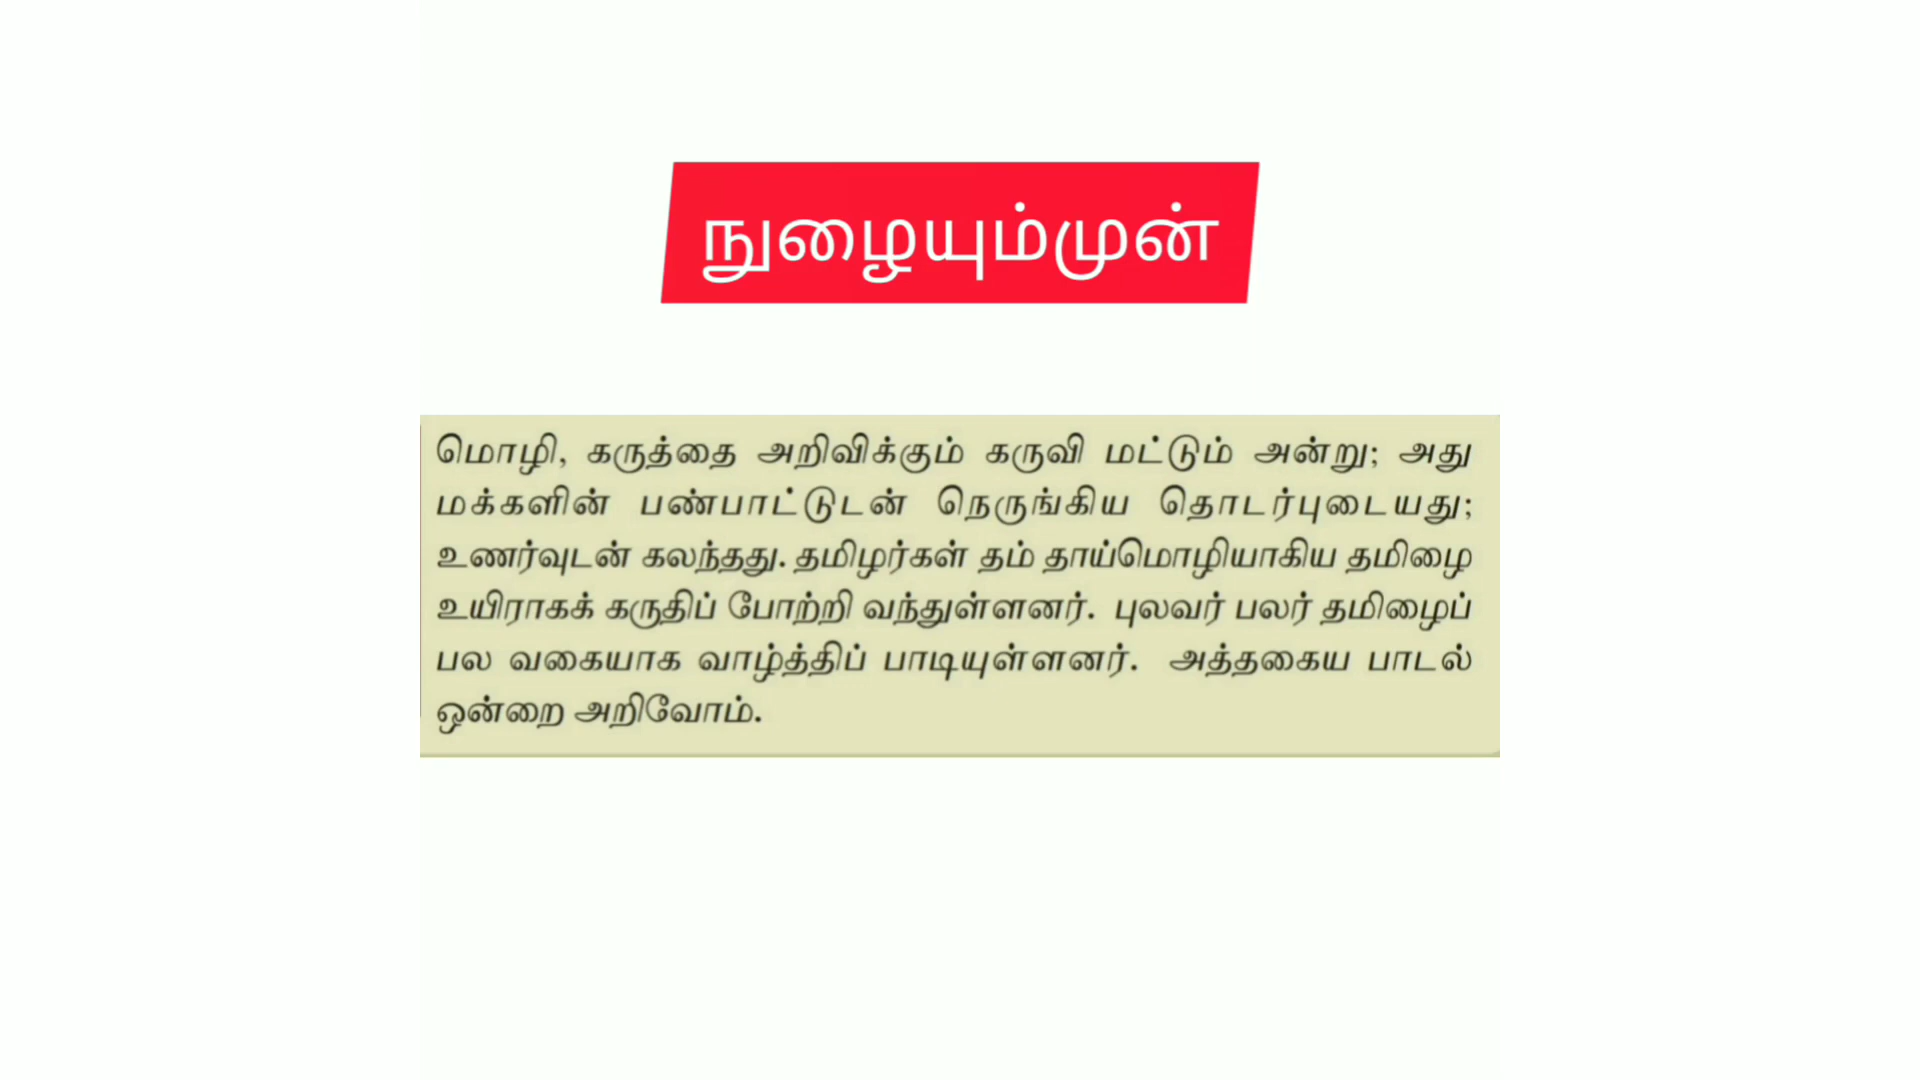 நுழையும்முன்
மொழி, கருத்தை அறிவிக்கும் கருவி மட்டும் அன்று; அது
மக்களின் பண்பாட்டுடன் நெருங்கிய தொடர்புடையது;
உணர்வுடன் கலந்தது. தமிழர்கள் தம் தாய்மொழியாகிய தமிழை
உயிராகக் கருதிப் போற்றி வந்துள்ளனர். புலவர் பலர் தமிழைப்
பல வகையாக வாழ்த்திப் பாடியுள்ளனர். அத்தகைய பாடல்
ஒன்றை அறிவோம்.